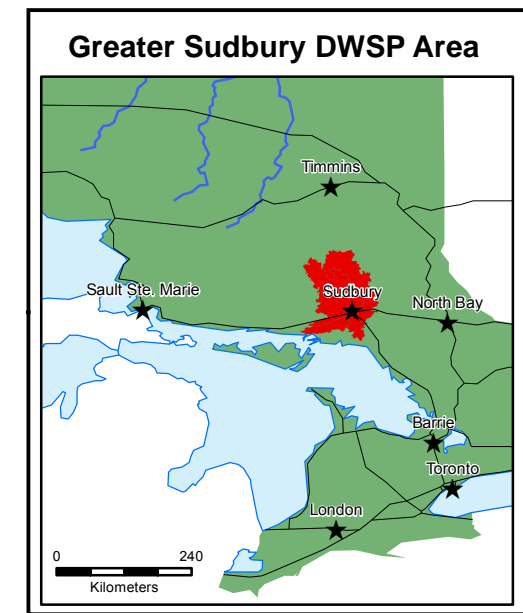 Greater Sudbury DWSP Area
Timmins
Sault Ste. Marie
Sudbury
North Bay
Barrie
Toronto
London
0 240
Kilometers